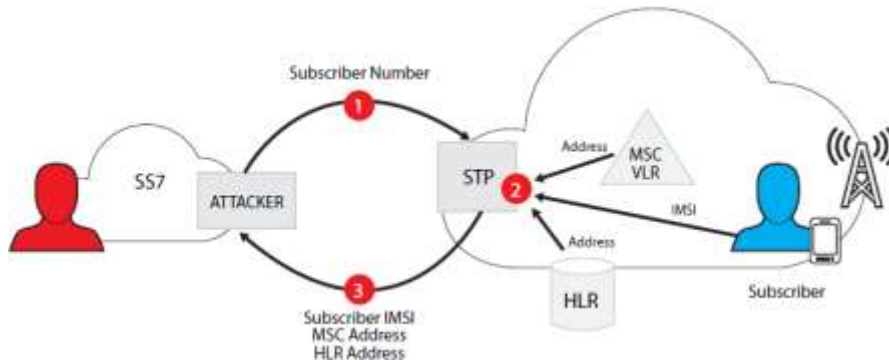 Subscriber Number
1
SS7
ATTACKER
STP
2
Address
MSC
VLR
IMSI
Address
HLR
Subscriber
3
Subscriber IMSI
MSC Address
HLR Address